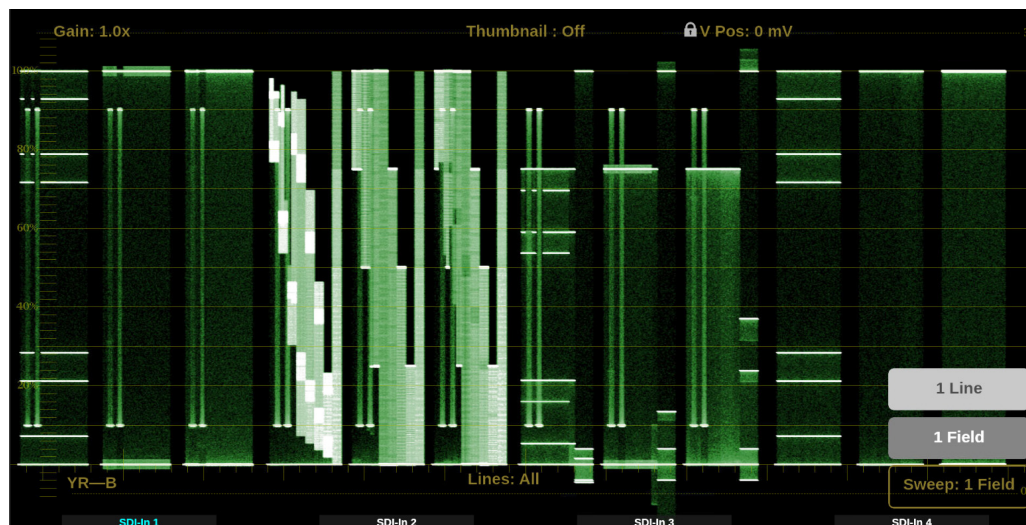 Gain: 1.0x
Thumbnail : Off
V Pos: 0 mV
100%
80%
60%
40%
20%
1 Line
1 Field
YR—B
Lines: All
Sweep: 1 Field
SDI-In 1
SDI-In 2
SDI-In 3
SDI-In 4